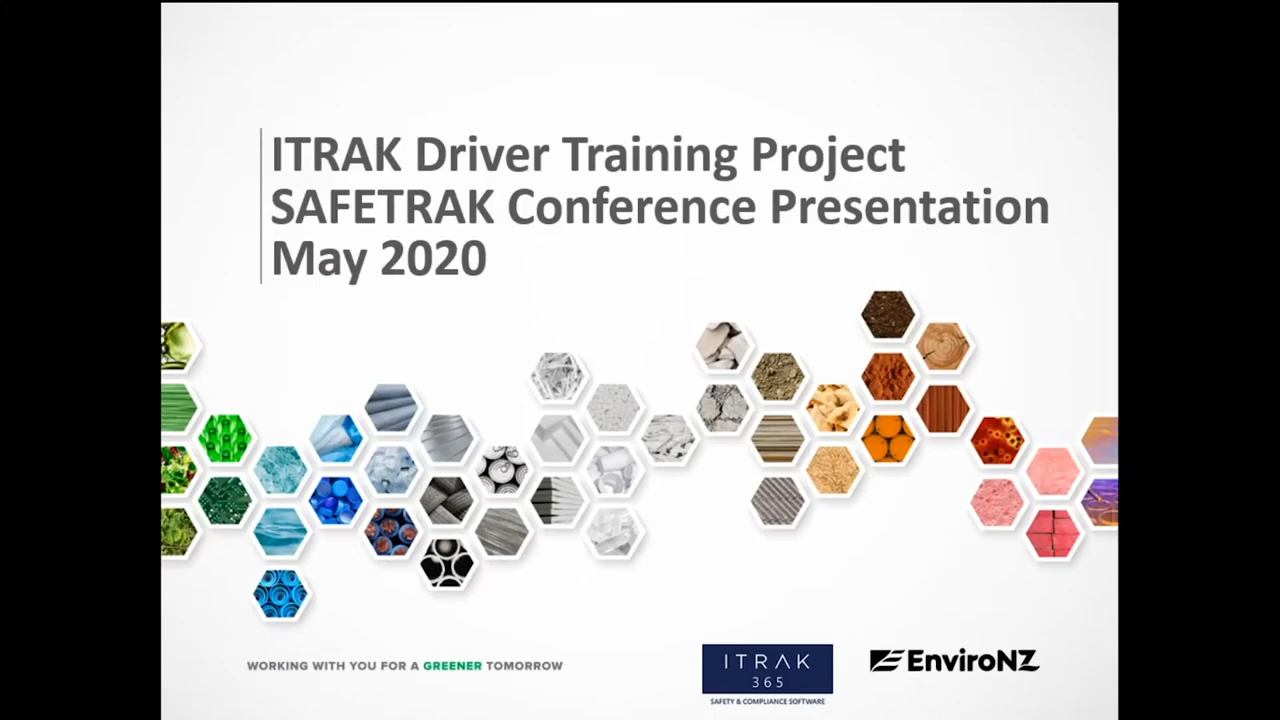 ITRAK Driver Training Project
SAFETRAK Conference Presentation
May 2020
WORKING WITH YOU FOR A GREENER TOMORROW
ITRAK
365
SAFETY & COMPLIANCE SOFTWARE
EnviroNZ